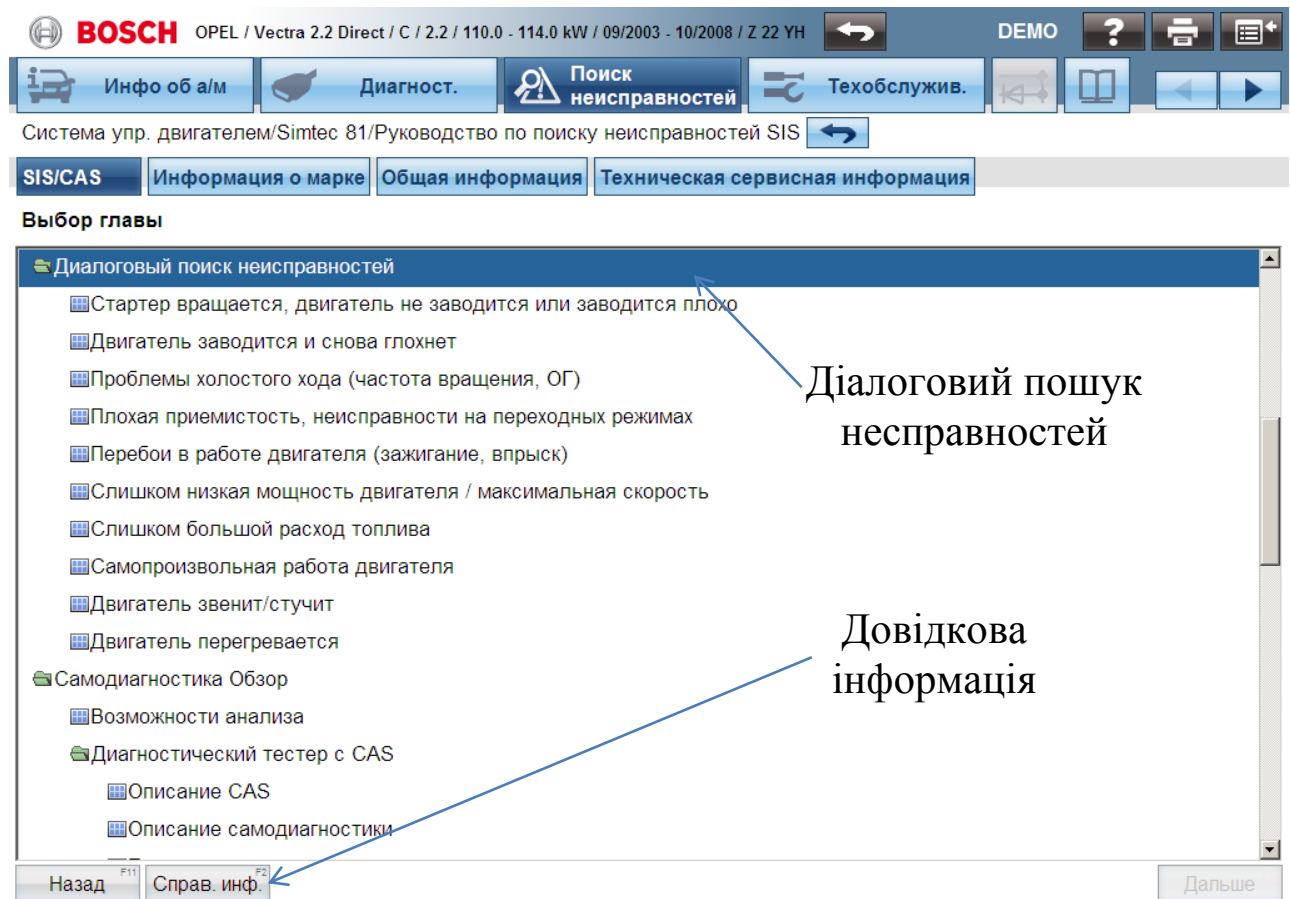 BOSCH OPEL / Vectra 2.2 Direct / C / 2.2 / 110.0 - 114.0 kW / 09/2003 - 10/2008 / Z 22 YH DEMO ?
Инфо об а/м Диагност. Поиск неисправностей Техобслужив.
Система упр. двигателем/Simtec 81/Руководство по поиску неисправностей SIS
SIS/CAS Информация о марке Общая информация Техническая сервисная информация
Выбор главы
Диалоговый поиск неисправностей
Стартер вращается, двигатель не заводится или заводится плохо
Двигатель заводится и снова глохнет
Проблемы холостого хода (частота вращения, ОГ)
Плохая приемистость, неисправности на переходных режимах
Перебои в работе двигателя (зажигание, впрыск)
Слишком низкая мощность двигателя / максимальная скорость
Слишком большой расход топлива
Самопроизвольная работа двигателя
Двигатель звенит/стучит
Двигатель перегревается
Самодиагностика Обзор
Возможности анализа
Диагностический тестер с CAS
Описание CAS
Описание самодиагностики
Діалоговий пошук
несправностей
Довідкова
інформація
Назад F11 Справ. инф. F2 Дальше